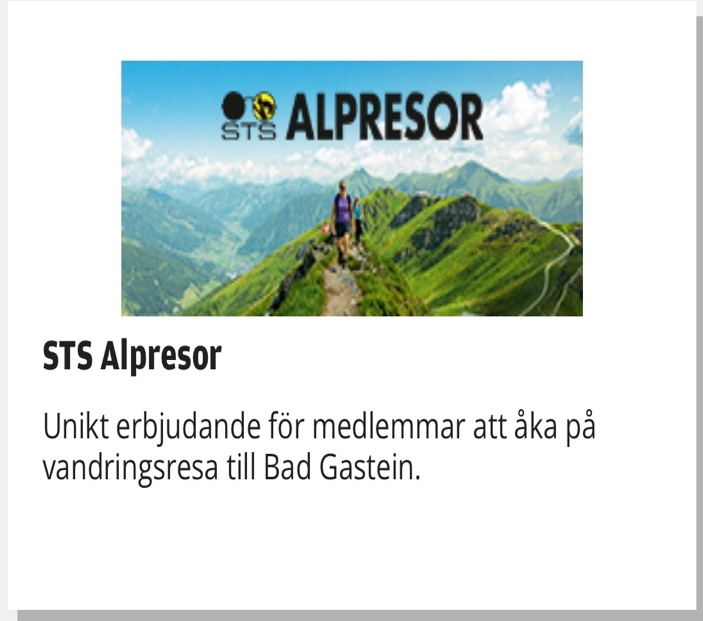 STS ALPRESOR
STS Alpresor
Unikt erbjudande för medlemmar att åka på
vandringsresa till Bad Gastein.